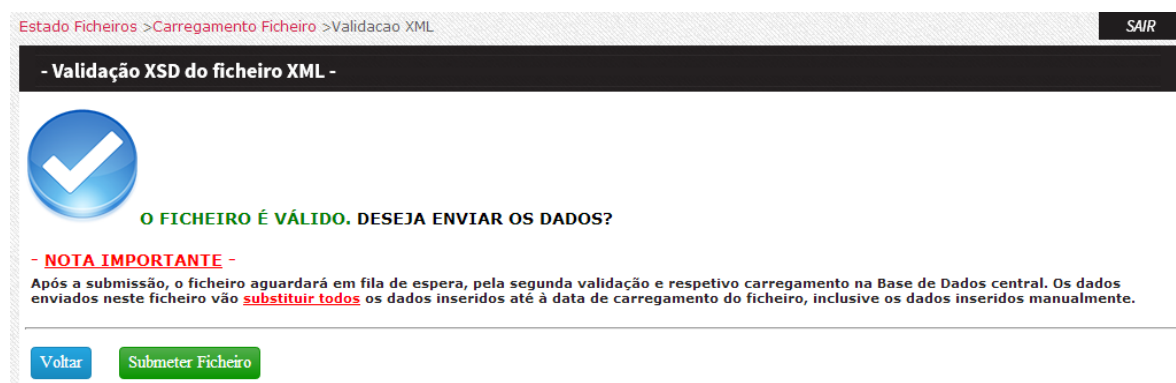 Estado Ficheiros >Carregamento Ficheiro >Validacao XML
SAIR
- Validação XSD do ficheiro XML -
O FICHEIRO É VÁLIDO. DESEJA ENVIAR OS DADOS?
- NOTA IMPORTANTE -
Após a submissão, o ficheiro aguardará em fila de espera, pela segunda validação e respetivo carregamento na Base de Dados central. Os dados
enviados neste ficheiro vão substituir todos os dados inseridos até à data de carregamento do ficheiro, inclusive os dados inseridos manualmente.
Voltar
Submeter Ficheiro